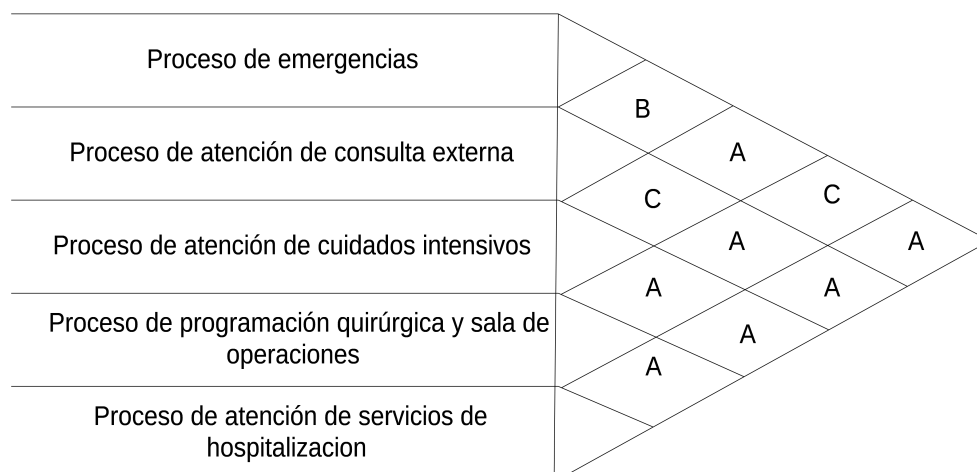 Proceso de emergencias
B
Proceso de atención de consulta externa
A
C
C
Proceso de atención de cuidados intensivos
A
A
A
A
Proceso de programación quirúrgica y sala de
operaciones
A
A
Proceso de atención de servicios de
hospitalizacion